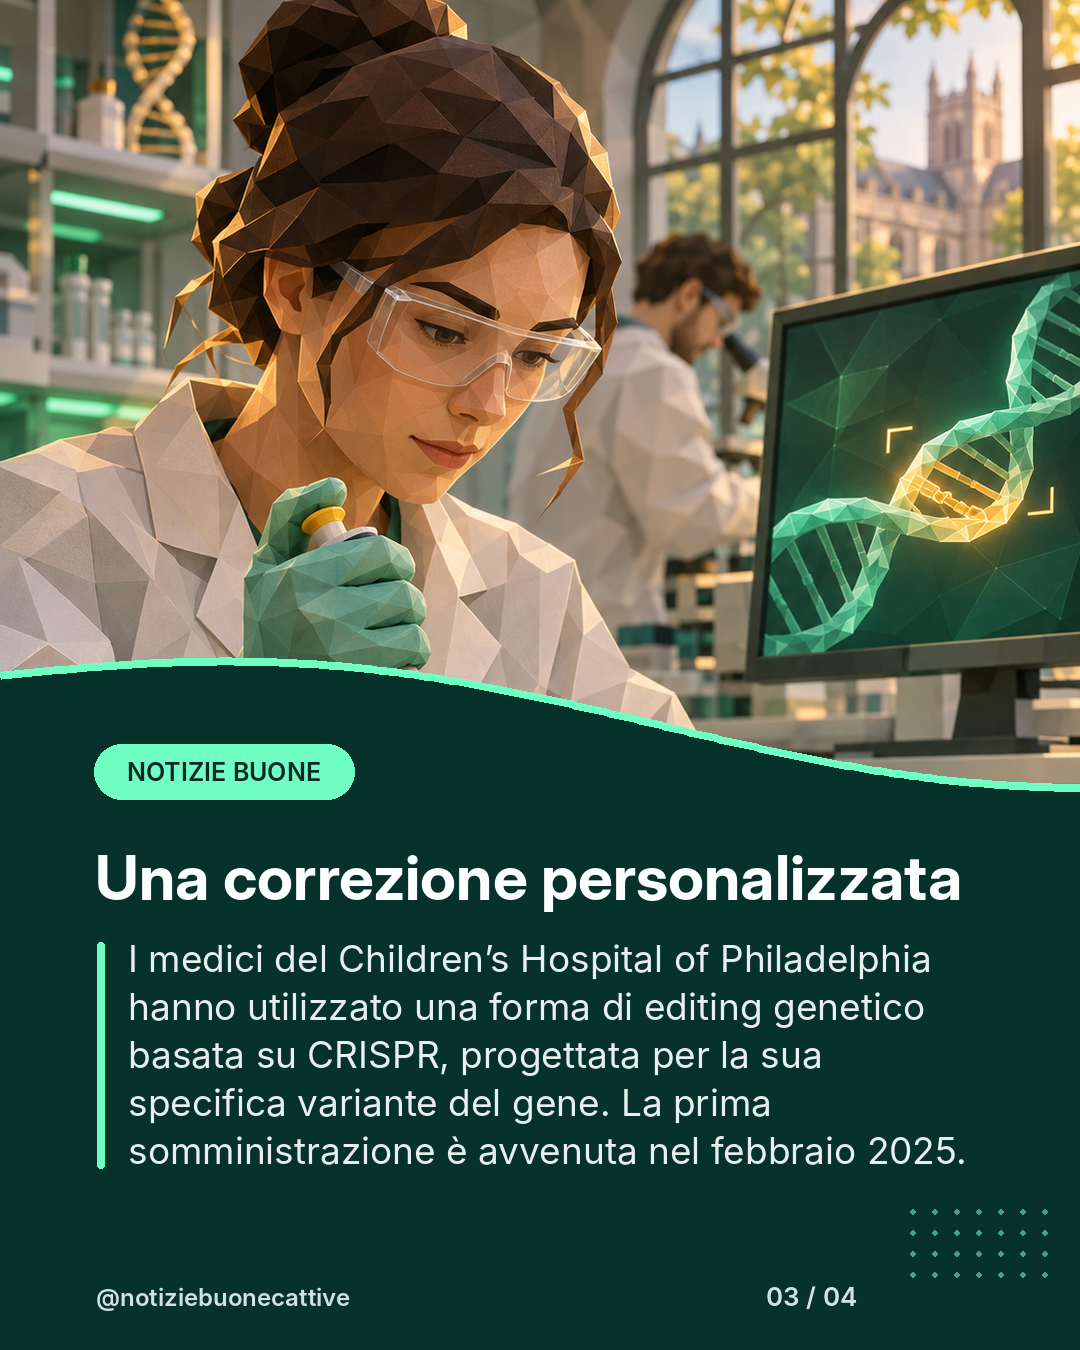 NOTIZIE BUONE
Una correzione personalizzata
I medici del Children’s Hospital of Philadelphia
hanno utilizzato una forma di editing genetico
basata su CRISPR, progettata per la sua
specifica variante del gene. La prima
somministrazione è avvenuta nel febbraio 2025.
@notiziebuonecattive
03 / 04